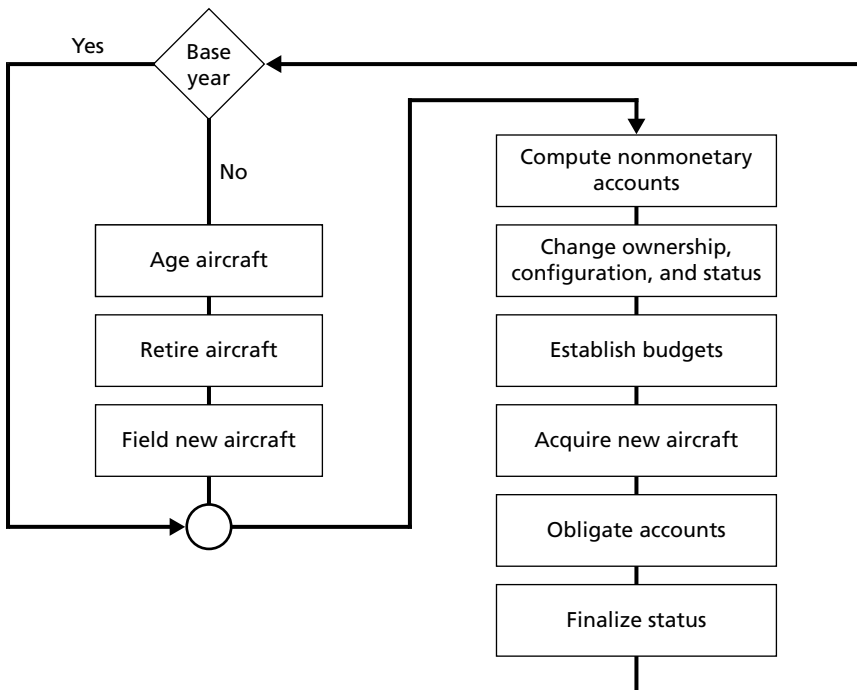 Yes
Base
year
No
Age aircraft
Retire aircraft
Field new aircraft
Compute nonmonetary
accounts
Change ownership,
configuration, and status
Establish budgets
Acquire new aircraft
Obligate accounts
Finalize status